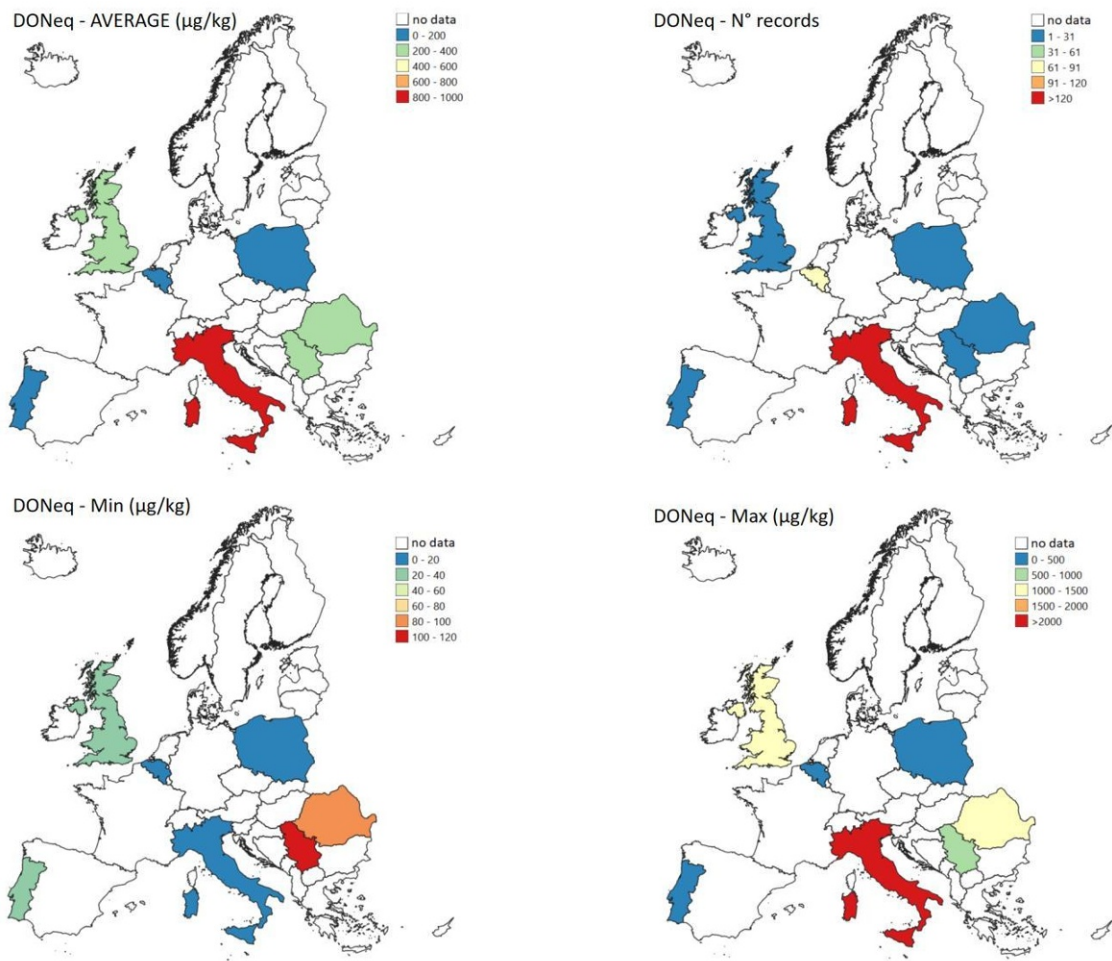 DONeq - AVERAGE (µg/kg)
no data
0 - 200
200 - 400
400 - 600
600 - 800
800 - 1000
DONeq - N° records
no data
1 - 31
31 - 61
61 - 91
91 - 120
>120
DONeq - Min (µg/kg)
no data
0 - 20
20 - 40
40 - 60
60 - 80
80 - 100
100 - 120
DONeq - Max (µg/kg)
no data
0 - 500
500 - 1000
1000 - 1500
1500 - 2000
>2000